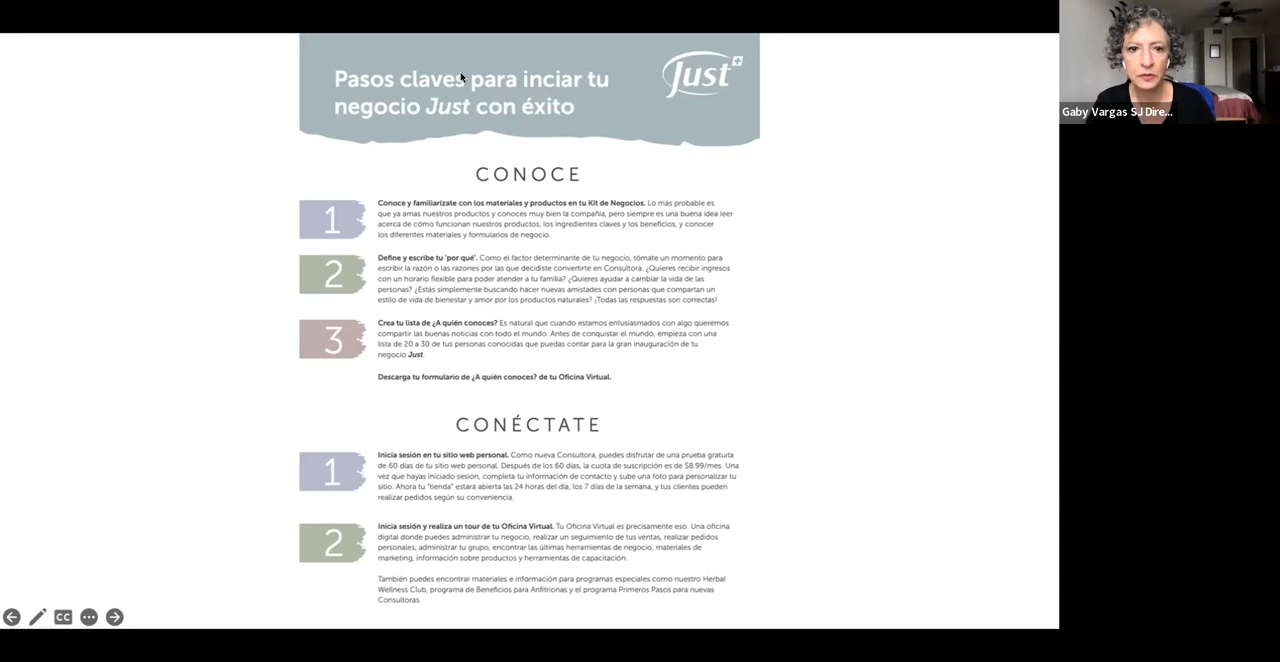 Pasos claves para inciar tu
negocio Just con éxito
Just
CONOCE
1
Conoce y familiarízate con los materiales y productos en tu Kit de Negocios. Lo más probable es
que ya amas nuestros productos y conoces muy bien la compañía, pero siempre es una buena idea leer
acerca de cómo funcionan nuestros productos, los ingredientes claves y los beneficios, y conocer
los diferentes materiales y formularios de negocio.
2
Define y escribe tu 'por qué'. Como el factor determinante de tu negocio, tómate un momento para
escribir la razón o las razones por las que decidiste convertirte en Consultora. ¿Quieres recibir ingresos
con un horario flexible para poder atender a tu familia? ¿Quieres ayudar a cambiar la vida de las
personas? ¿Estás simplemente buscando hacer nuevas amistades con personas que compartan un
estilo de vida de bienestar y amor por los productos naturales? ¡Todas las respuestas son correctas!
3
Crea tu lista de ¿A quién conoces? Es natural que cuando estamos entusiasmados con algo queremos
compartir las buenas noticias con todo el mundo. Antes de conquistar el mundo, empieza con una
lista de 20 a 30 de tus personas conocidas que puedas contar para la gran inauguración de tu
negocio Just.
Descarga tu formulario de ¿A quién conoces? de tu Oficina Virtual.
CONÉCTATE
1
Inicia sesión en tu sitio web personal. Como nueva Consultora, puedes disfrutar de una prueba gratuita
de 60 días de tu sitio web personal. Después de los 60 días, la cuota de suscripción es de $8.99/mes. Una
vez que hayas iniciado sesión, completa tu información de contacto y sube una foto para personalizar tu
sitio. Ahora tu "tienda" estará abierta las 24 horas del día, los 7 días de la semana, y tus clientes pueden
realizar pedidos según su conveniencia.
2
Inicia sesión y realiza un tour de tu Oficina Virtual. Tu Oficina Virtual es precisamente eso. Una oficina
digital donde puedes administrar tu negocio, realizar un seguimiento de tus ventas, realizar pedidos
personales, administrar tu grupo, encontrar las últimas herramientas de negocio, materiales de
marketing, información sobre productos y herramientas de capacitación.
También puedes encontrar materiales e información para programas especiales como nuestro Herbal
Wellness Club, programa de Beneficios para Anfitrionas y el programa Primeros Pasos para nuevas
Consultoras.
CC
Gaby Vargas SJ Dire...